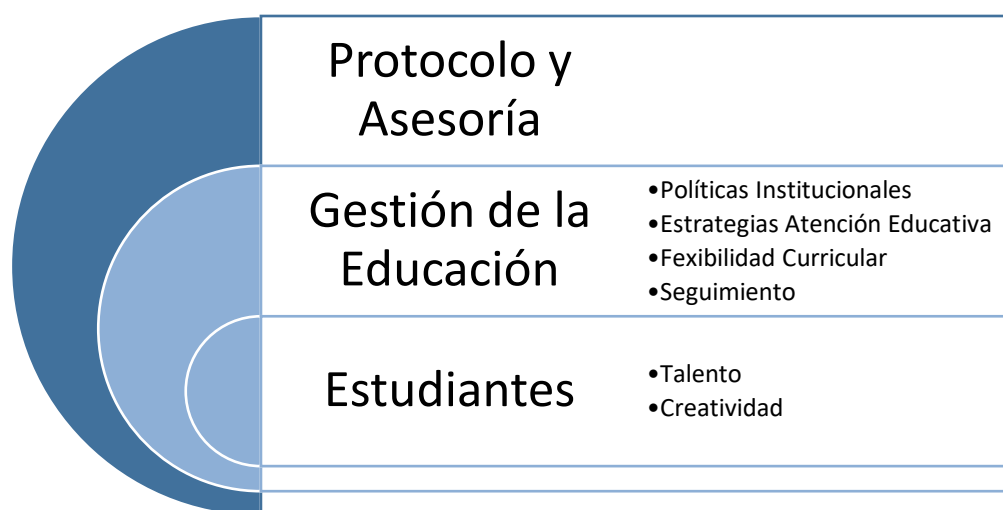 Protocolo y
Asesoría
Gestión de la
Educación
•Políticas Institucionales
•Estrategias Atención Educativa
•Fexibilidad Curricular
•Seguimiento
Estudiantes
•Talento
•Creatividad